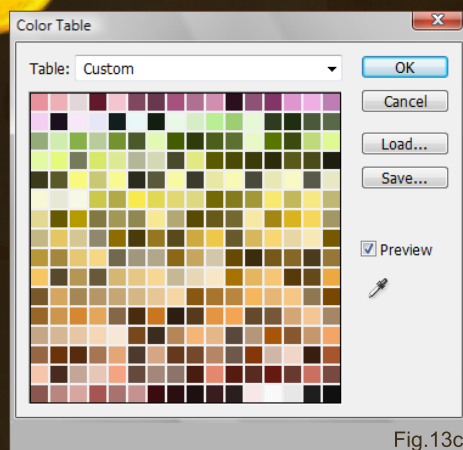 Color Table
Table: Custom
OK
Cancel
Load...
Save...
Preview
Fig.13c